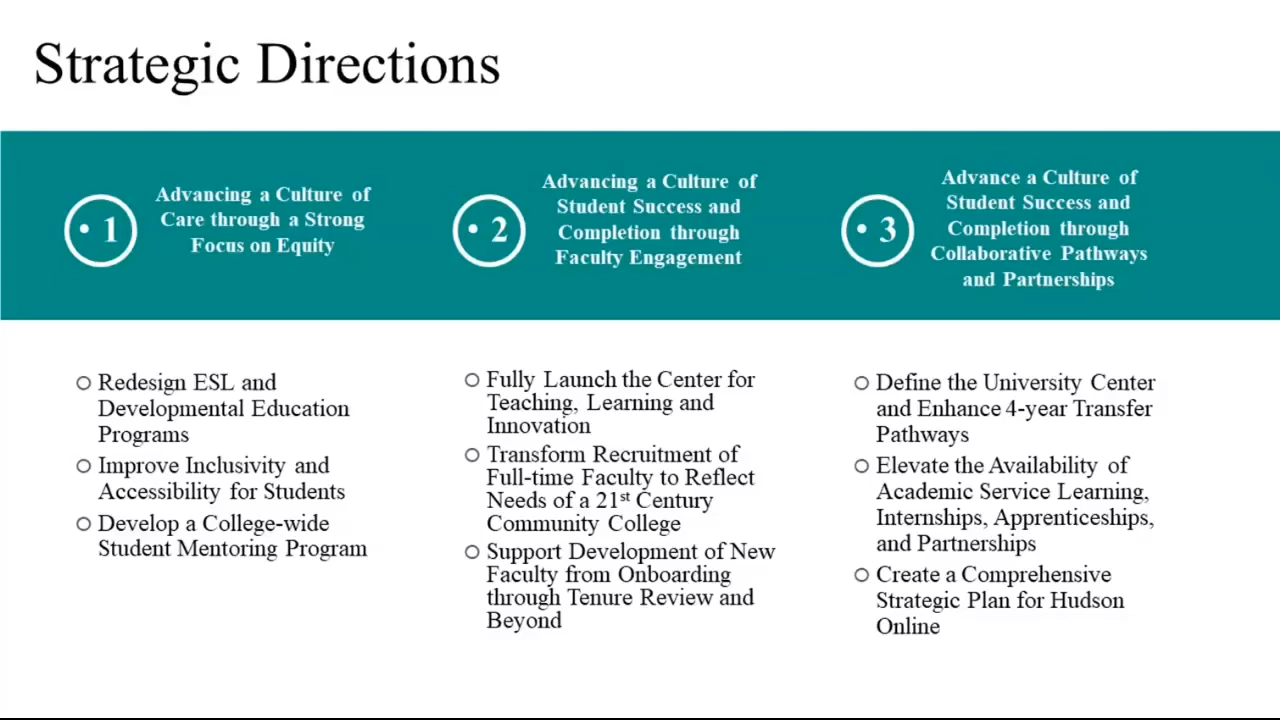 Strategic Directions
• 1
Advancing a Culture of
Care through a Strong
Focus on Equity
• 2
Advancing a Culture of
Student Success and
Completion through
Faculty Engagement
• 3
Advance a Culture of
Student Success and
Completion through
Collaborative Pathways
and Partnerships
○ Redesign ESL and
Developmental Education
Programs
○ Improve Inclusivity and
Accessibility for Students
○ Develop a College-wide
Student Mentoring Program
○ Fully Launch the Center for
Teaching, Learning and
Innovation
○ Transform Recruitment of
Full-time Faculty to Reflect
Needs of a 21st Century
Community College
○ Support Development of New
Faculty from Onboarding
through Tenure Review and
Beyond
○ Define the University Center
and Enhance 4-year Transfer
Pathways
○ Elevate the Availability of
Academic Service Learning,
Internships, Apprenticeships,
and Partnerships
○ Create a Comprehensive
Strategic Plan for Hudson
Online